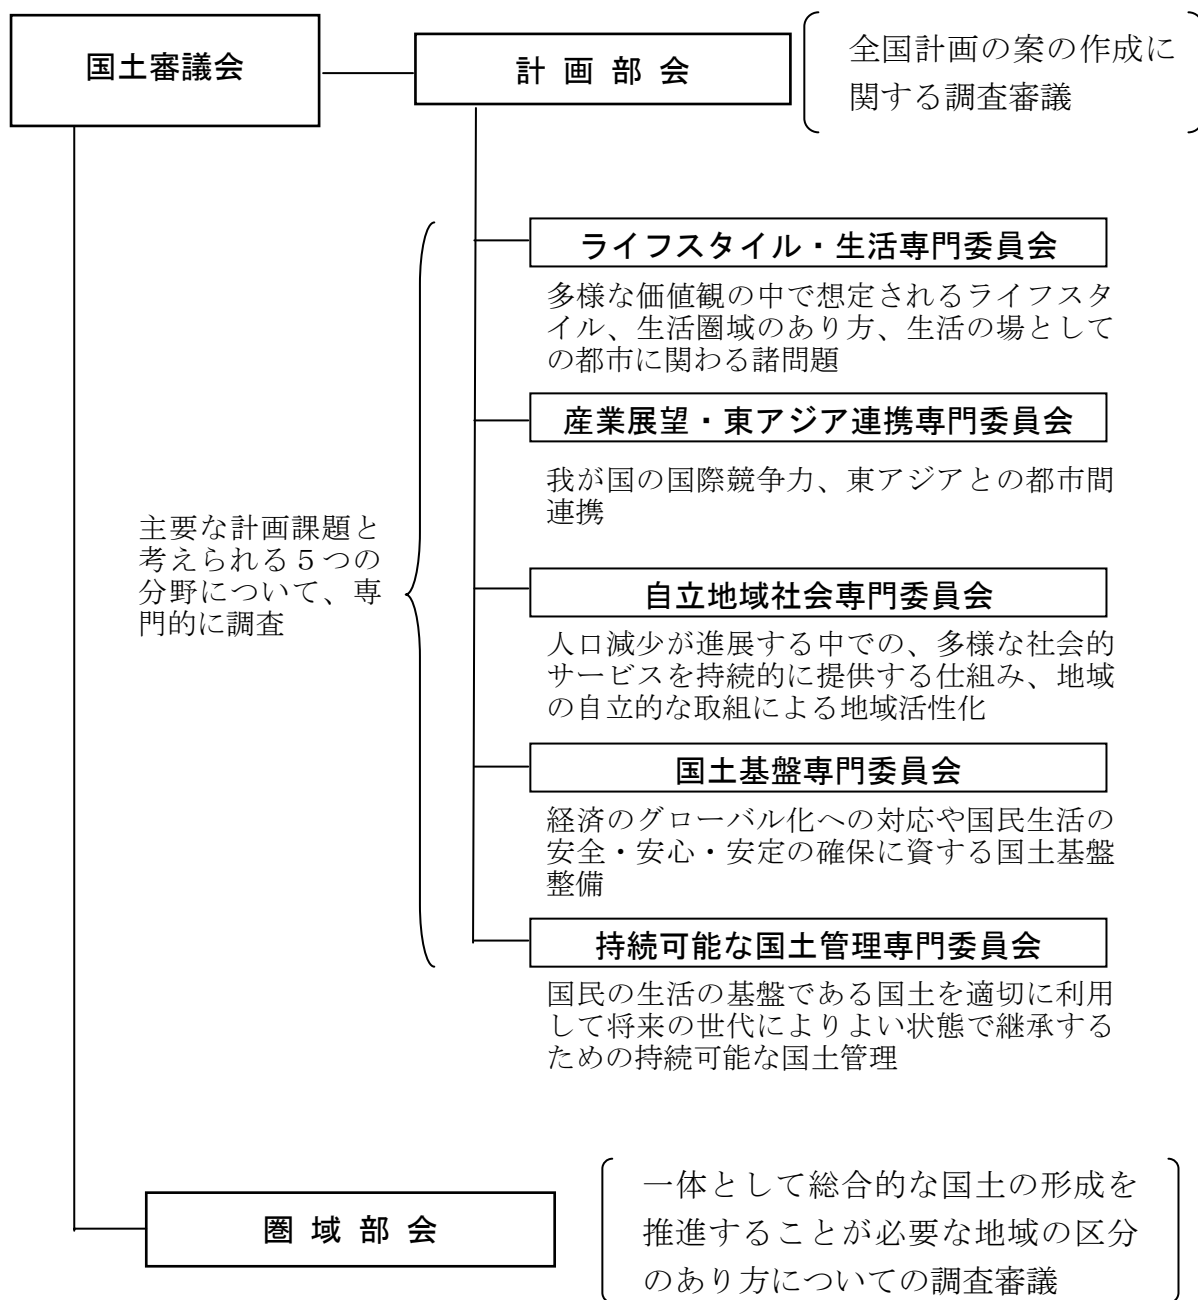 国土審議会
計画部会
全国計画の案の作成に
関する調査審議
ライフスタイル・生活専門委員会
多様な価値観の中で想定されるライフスタ
イル、生活圏域のあり方、生活の場として
の都市に関わる諸問題
産業展望・東アジア連携専門委員会
我が国の国際競争力、東アジアとの都市間
連携
主要な計画課題と
考えられる５つの
分野について、専
門的に調査
自立地域社会専門委員会
人口減少が進展する中での、多様な社会的
サービスを持続的に提供する仕組み、地域
の自立的な取組による地域活性化
国土基盤専門委員会
経済のグローバル化への対応や国民生活の
安全・安心・安定の確保に資する国土基盤
整備
持続可能な国土管理専門委員会
国民の生活の基盤である国土を適切に利用
して将来の世代によりよい状態で継承する
ための持続可能な国土管理
圏域部会
一体として総合的な国土の形成を
推進することが必要な地域の区分
のあり方についての調査審議